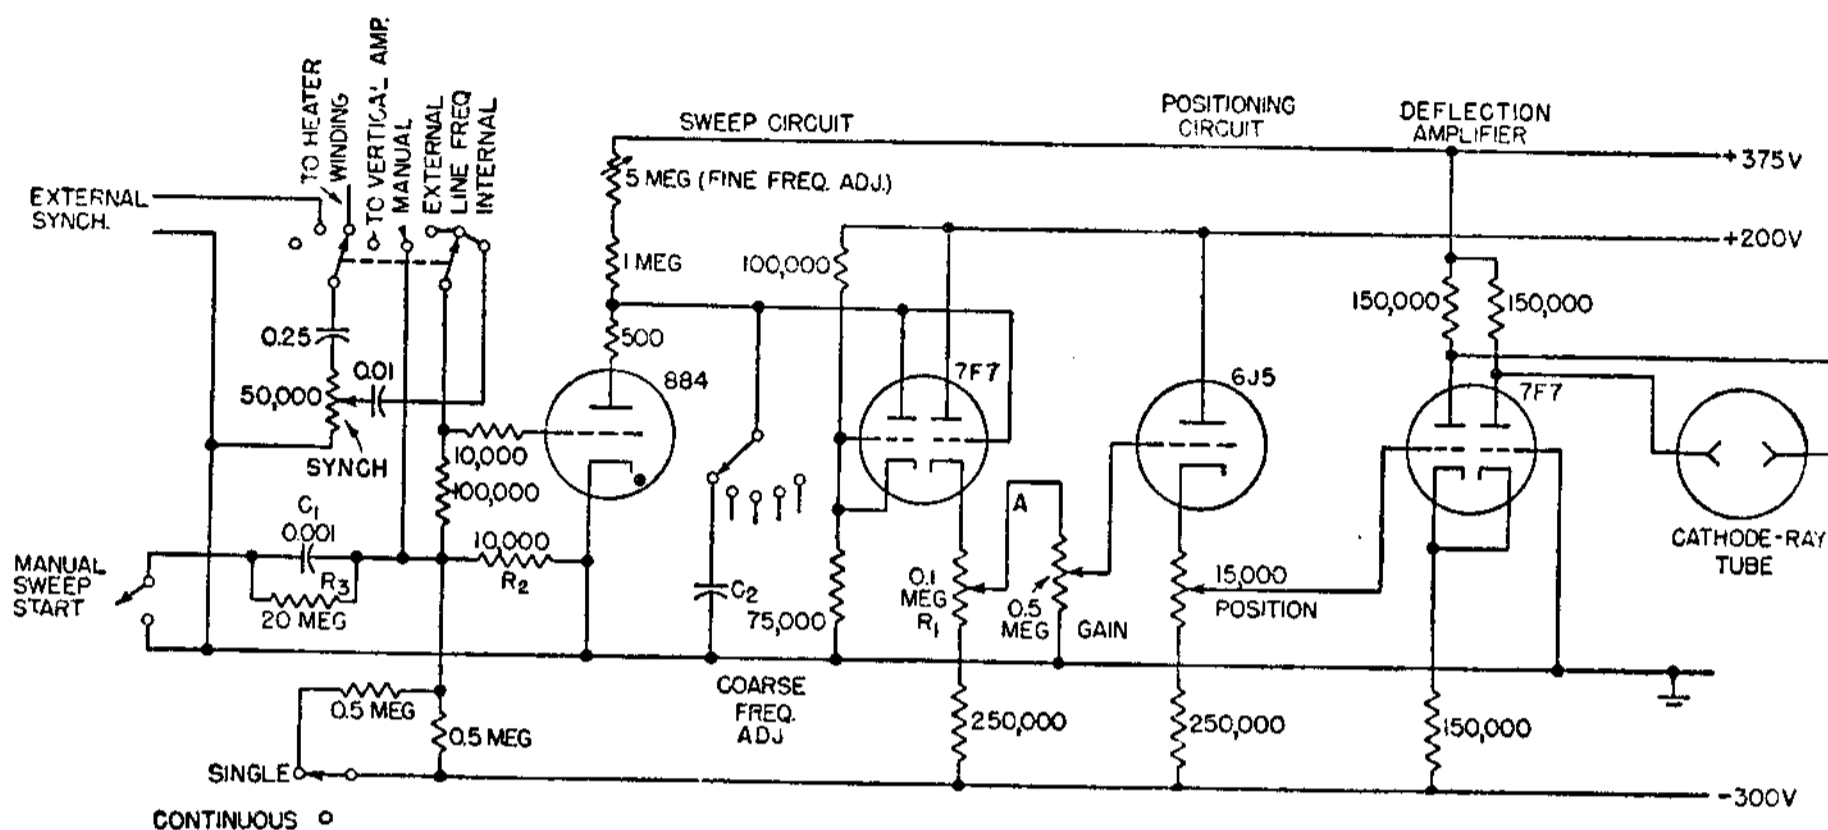 TO HEATER
WINDING
TO VERTICAL AMP.
MANUAL
EXTERNAL
LINE FREQ
INTERNAL
SWEEP CIRCUIT
POSITIONING
CIRCUIT
DEFLECTION
AMPLIFIER
+375V
5 MEG (FINE FREQ. ADJ.)
EXTERNAL
SYNCH.
+200V
1 MEG
100,000
150,000
150,000
0.25
500
0.01
884
7F7
6J5
7F7
50,000
SYNCH
10,000
100,000
C1
0.001
10,000
R2
A
MANUAL
SWEEP
START
R3
20 MEG
C2
75,000
0.1
MEG
R1
0.5
MEG
GAIN
15,000
POSITION
CATHODE-RAY
TUBE
0.5 MEG
0.5 MEG
COARSE
FREQ.
ADJ
250,000
250,000
150,000
SINGLE
-300V
CONTINUOUS